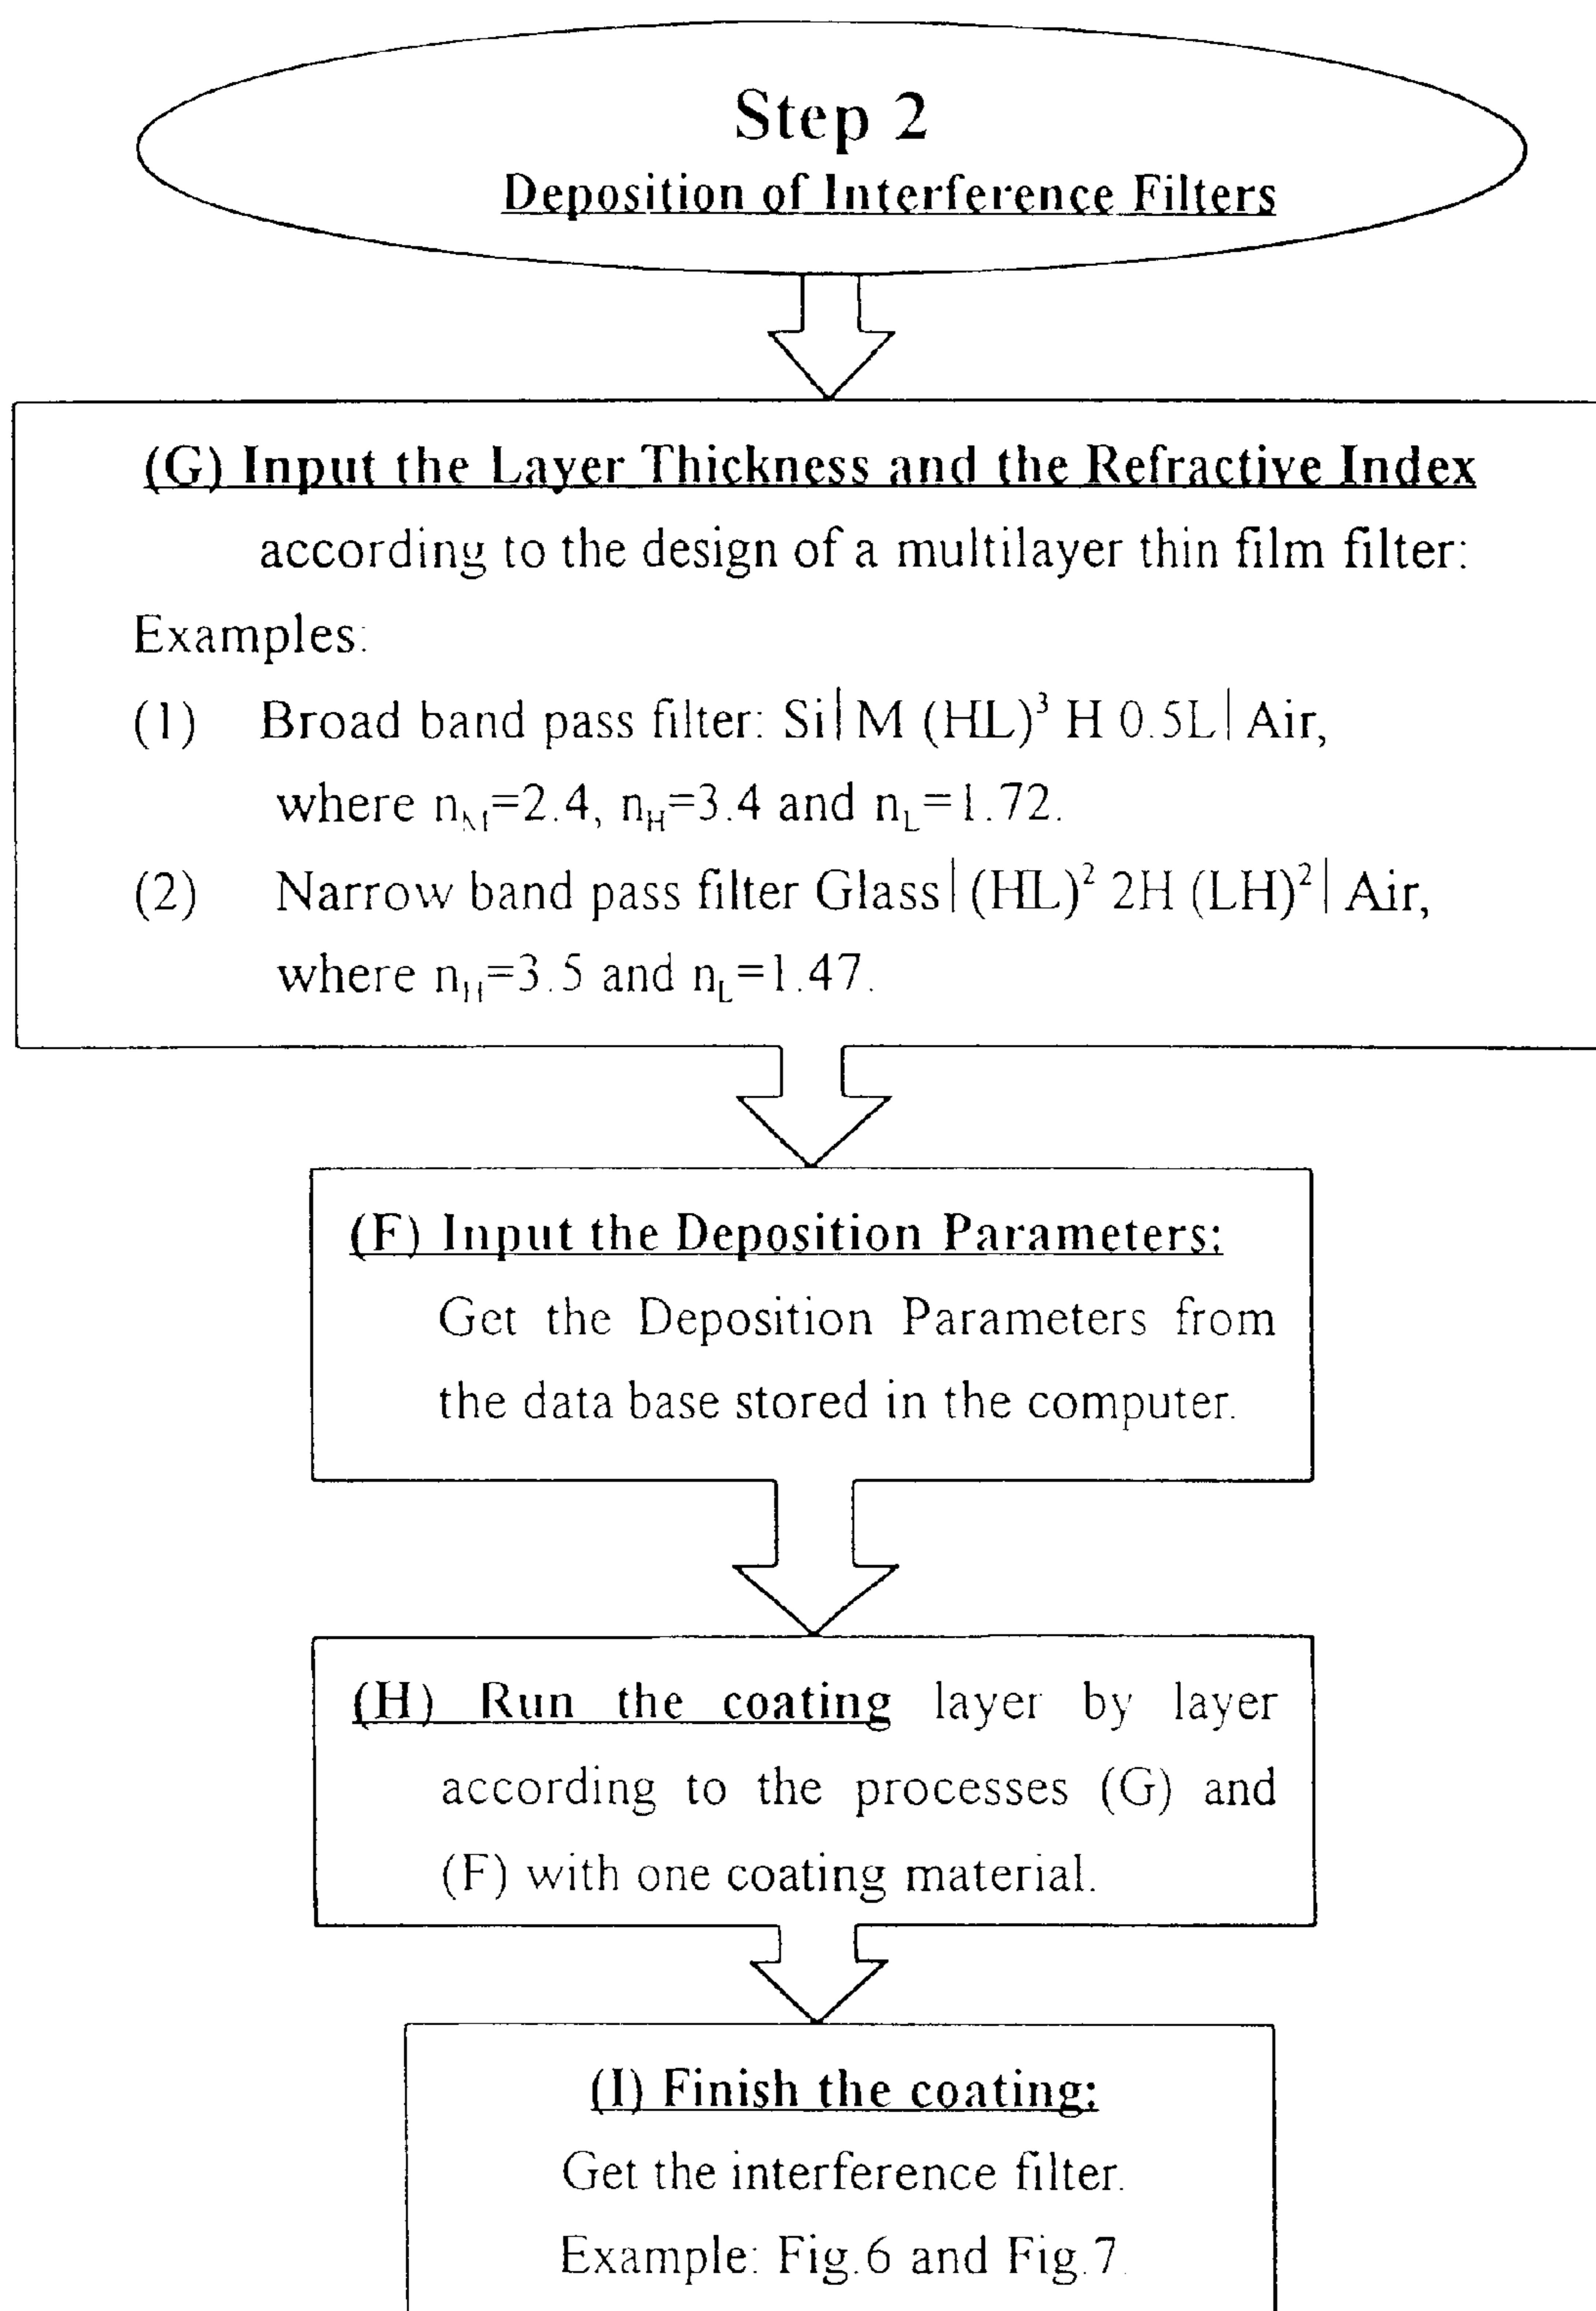 Step 2
Deposition of Interference Filters
(G) Input the Layer Thickness and the Refractive Index
according to the design of a multilayer thin film filter:
Examples:
(1) Broad band pass filter: Si| M (HL)³ H 0.5L| Air,
where n_M=2.4, n_H=3.4 and n_L=1.72.
(2) Narrow band pass filter Glass| (HL)² 2H (LH)²| Air,
where n_H=3.5 and n_L=1.47.
(F) Input the Deposition Parameters:
Get the Deposition Parameters from
the data base stored in the computer.
(H) Run the coating layer by layer
according to the processes (G) and
(F) with one coating material.
(I) Finish the coating:
Get the interference filter.
Example: Fig.6 and Fig.7.